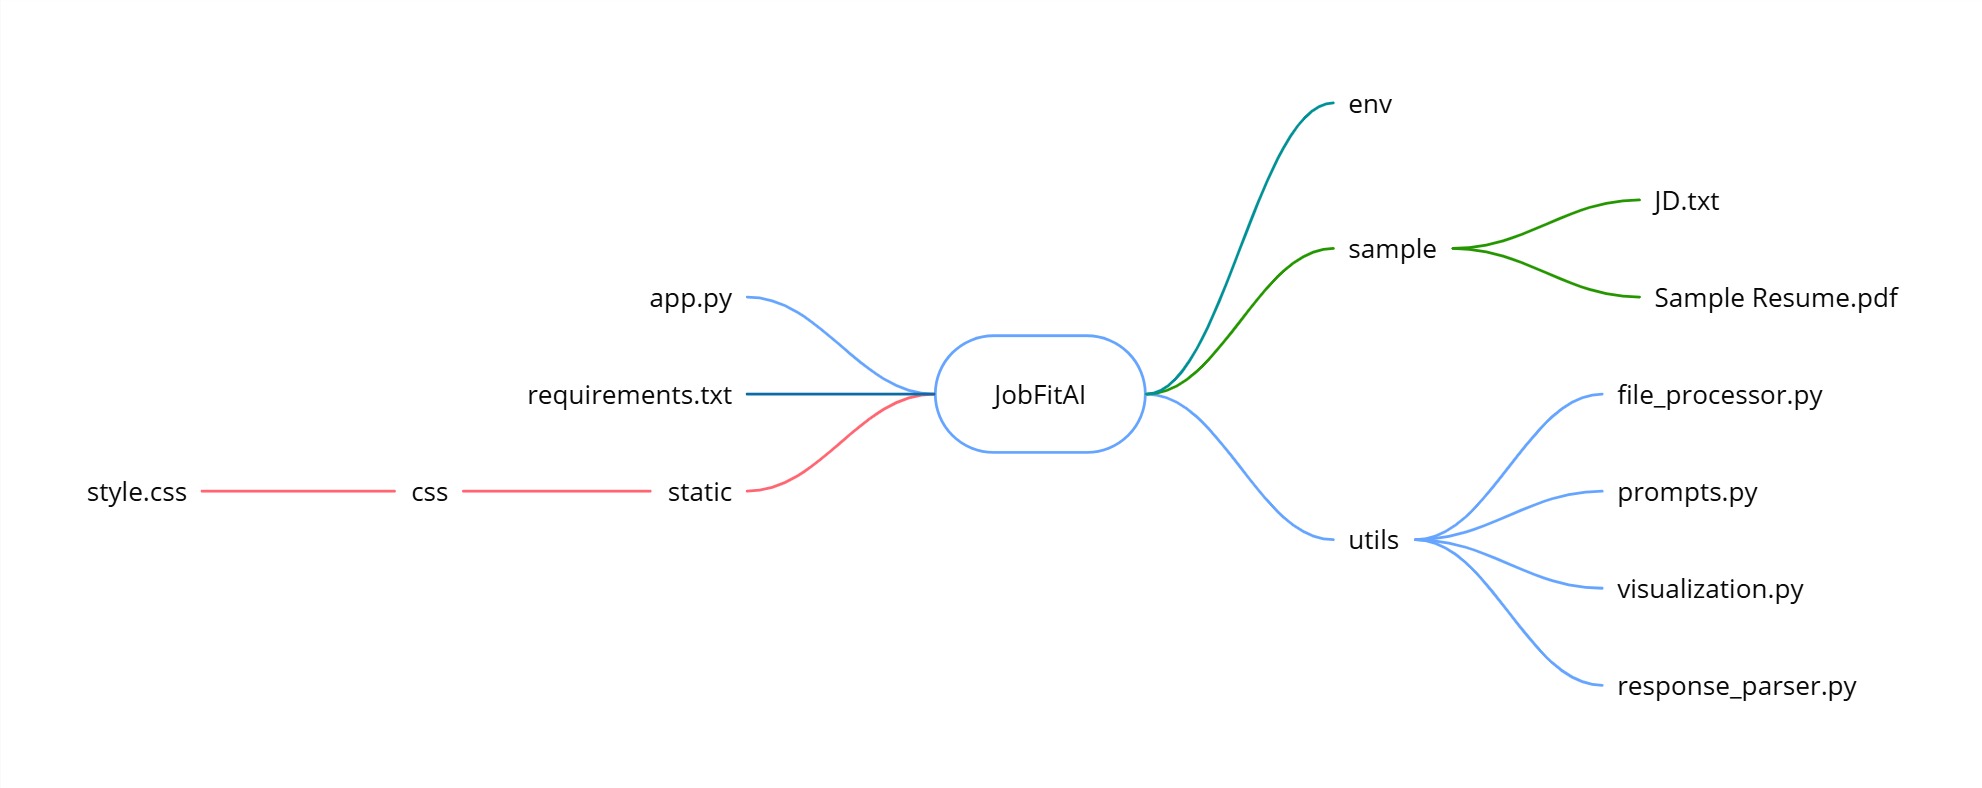 env
JD.txt
sample
app.py
Sample Resume.pdf
requirements.txt
JobFitAI
file_processor.py
style.css
css
static
prompts.py
utils
visualization.py
response_parser.py